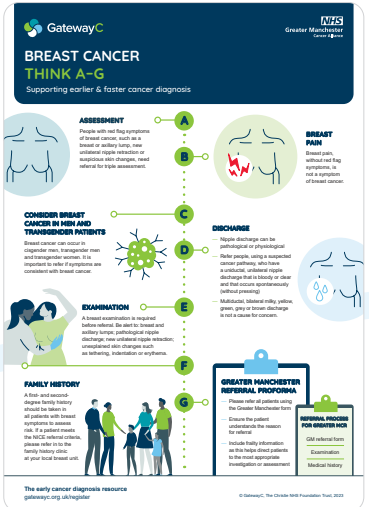 GatewayC
NHS
Greater Manchester
Cancer Alliance
BREAST CANCER
THINK A–G
Supporting earlier & faster cancer diagnosis
A
ASSESSMENT
People with red flag symptoms
of breast cancer, such as a
breast or axillary lump, new
unilateral nipple retraction or
suspicious skin changes, need
referral for triple assessment.
B
BREAST
PAIN
Breast pain,
without red flag
symptoms, is
not a symptom
of breast cancer.
C
CONSIDER BREAST
CANCER IN MEN AND
TRANSGENDER PATIENTS
Breast cancer can occur in
cisgender men, transgender men
and transgender women. It is
important to refer if symptoms are
consistent with breast cancer.
D
DISCHARGE
– Nipple discharge can be
pathological or physiological
– Refer people, using a suspected
cancer pathway, who have
a uniductal, unilateral nipple
discharge that is bloody or clear
and that occurs spontaneously
(without pressing)
– Multiductal, bilateral milky, yellow,
green, grey or brown discharge
is not a cause for concern.
E
EXAMINATION
A breast examination is required
before referral. Be alert to: breast and
axillary lumps; pathological nipple
discharge; new unilateral nipple retraction;
unexplained skin changes such
as tethering, indentation or erythema.
F
FAMILY HISTORY
A first- and second-
degree family history
should be taken in
all patients with breast
symptoms to assess
risk. If a patient meets
the NICE referral criteria,
please refer in to the
family history clinic
at your local breast unit.
G
GREATER MANCHESTER
REFERRAL PROFORMA
– Please refer all patients using
the Greater Manchester form
– Ensure the patient
understands the reason
for referral
– Include frailty information
as this helps direct patients
to the most appropriate
investigation or assessment
REFERRAL PROCESS
FOR GREATER MCR
GM referral form
Examination
Medical history
The early cancer diagnosis resource
gatewayc.org.uk/register
© GatewayC, The Christie NHS Foundation Trust, 2023